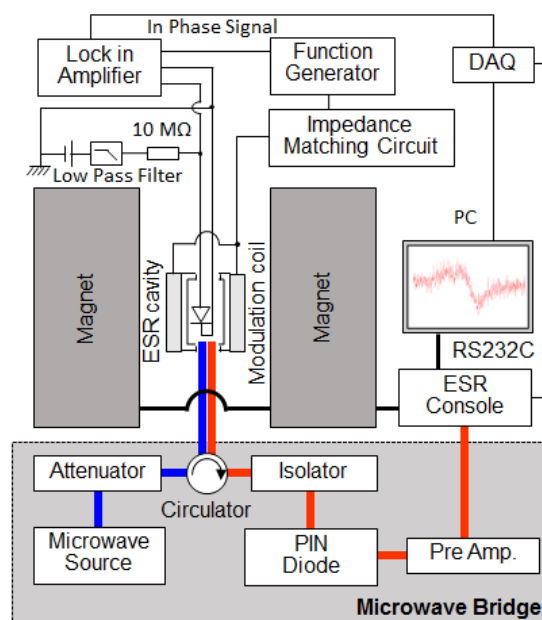 In Phase Signal
Lock in
Amplifier
Function
Generator
DAQ
10 MΩ
Impedance
Matching Circuit
Low Pass Filter
PC
Magnet
ESR cavity
Modulation coil
Magnet
RS232C
ESR
Console
Attenuator
Isolator
Circulator
Microwave
Source
PIN
Diode
Pre Amp.
Microwave Bridge